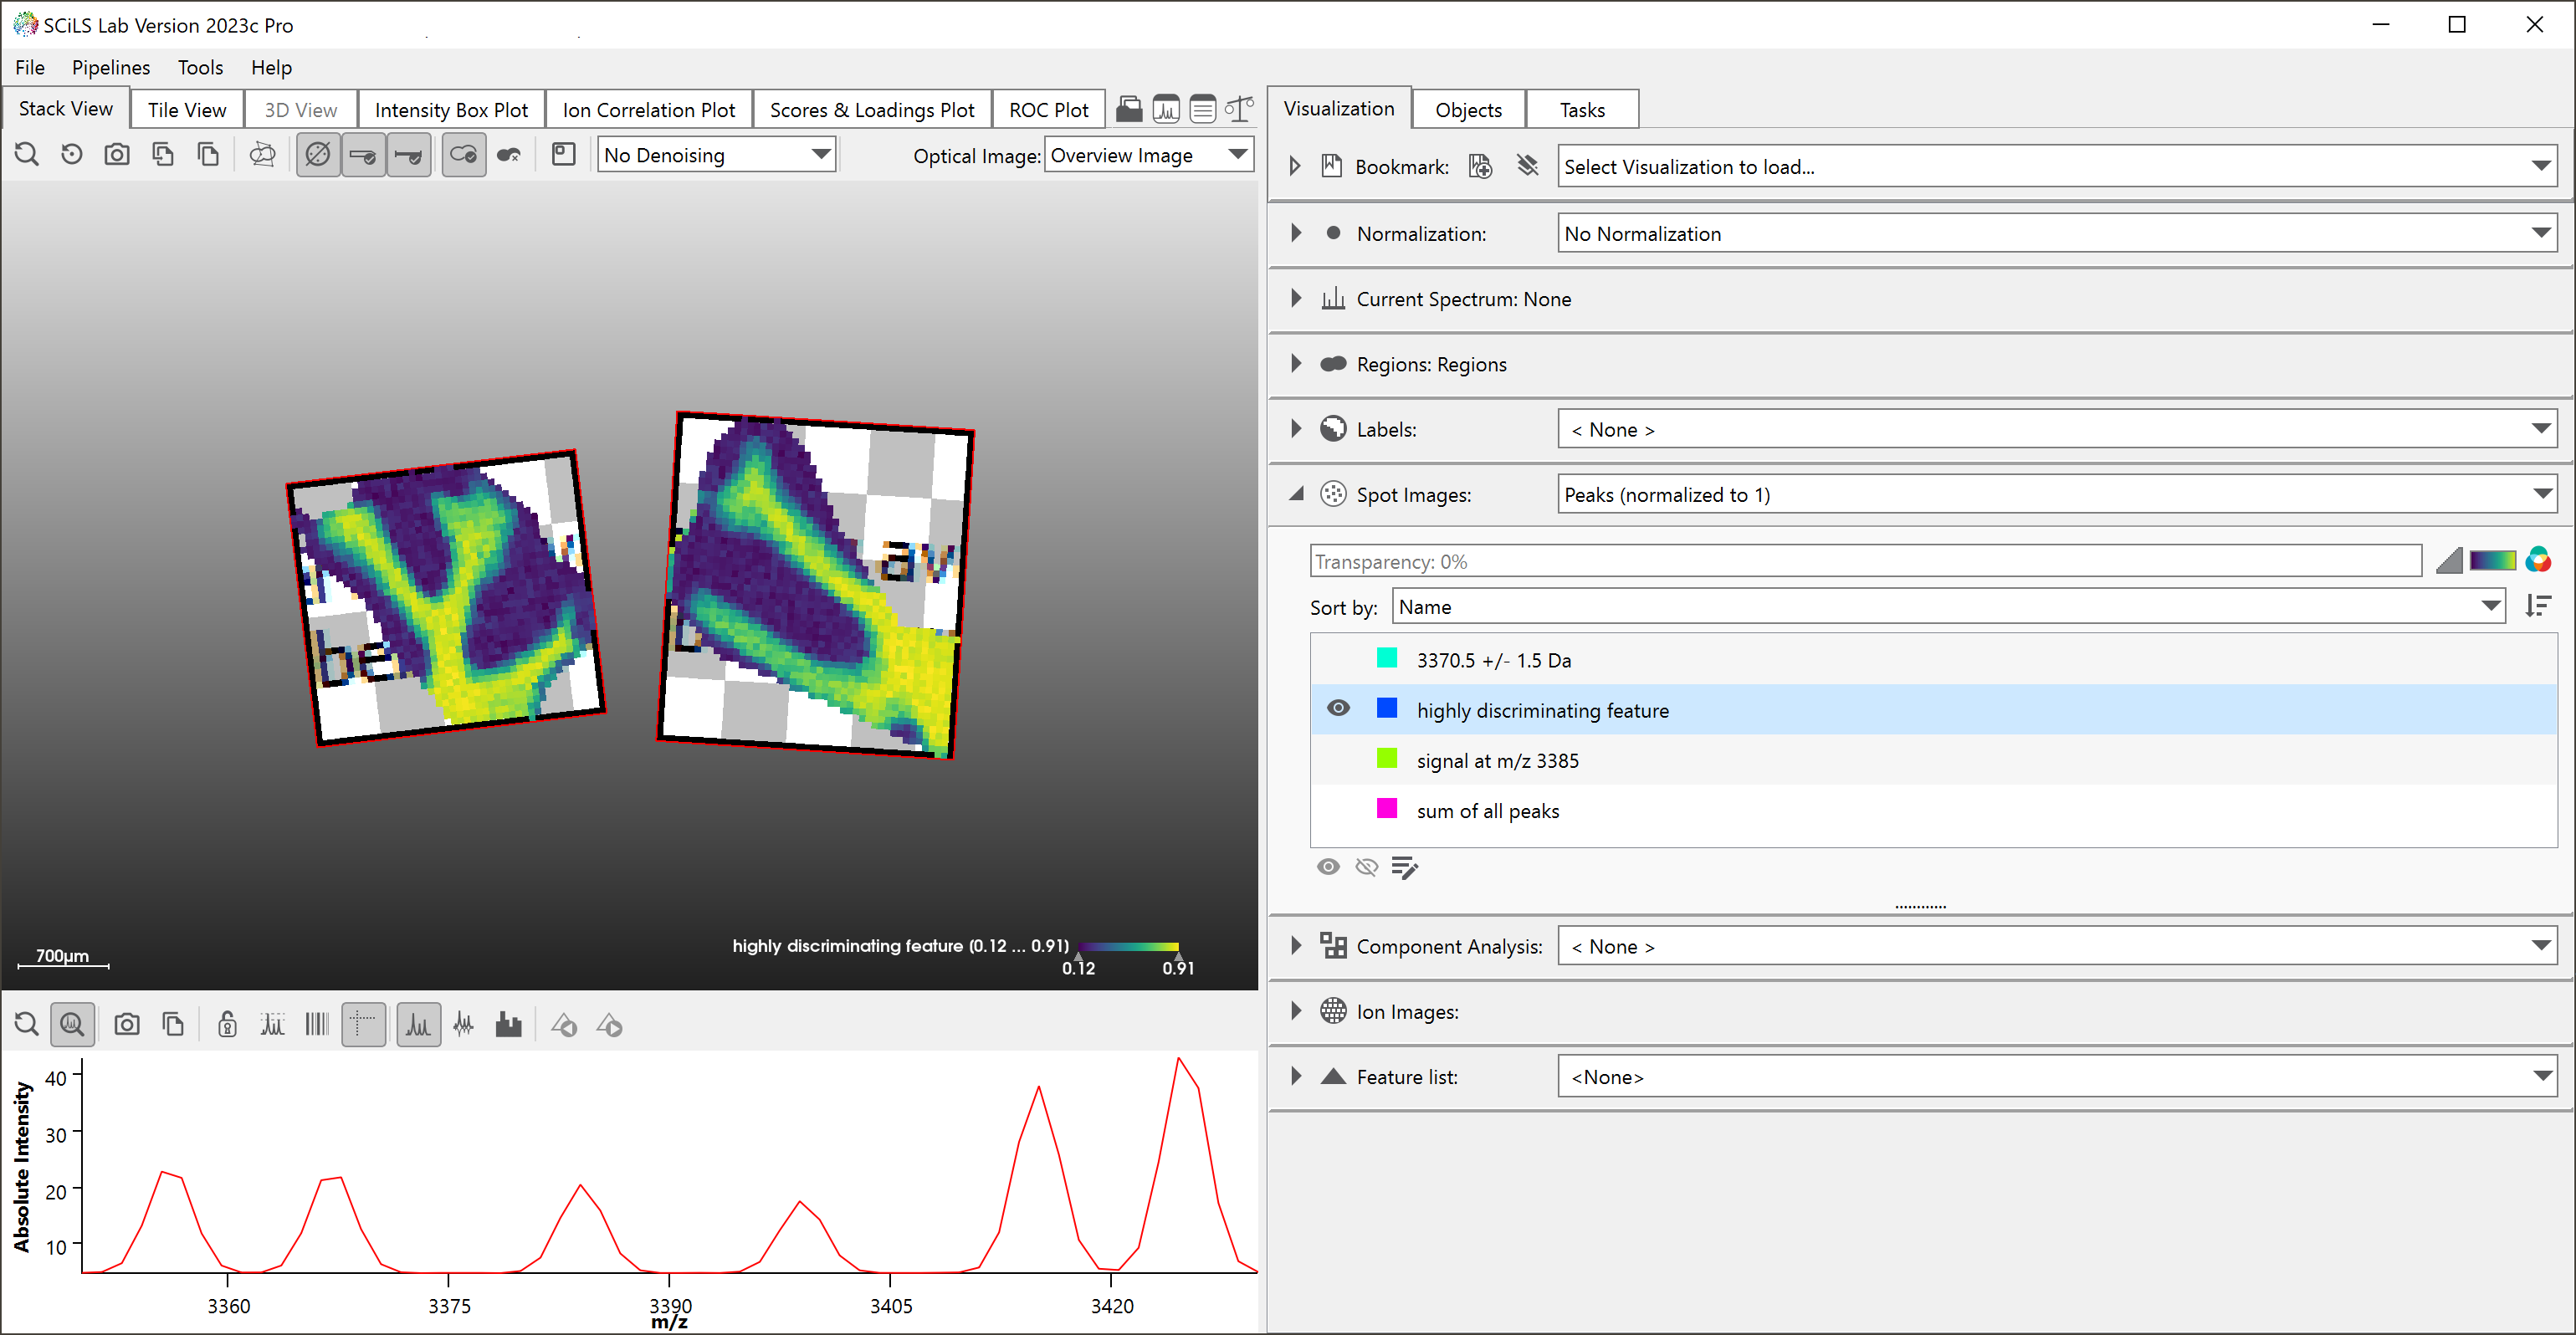 SCiLS Lab Version 2023c Pro
File Pipelines Tools Help
Stack View Tile View 3D View Intensity Box Plot Ion Correlation Plot Scores & Loadings Plot ROC Plot
No Denoising Optical Image: Overview Image
700µm
highly discriminating feature (0.12 ... 0.91)
0.12 0.91
Absolute Intensity
40
30
20
10
3360 3375 3390 3405 3420
m/z
Visualization Objects Tasks
Bookmark: Select Visualization to load...
Normalization: No Normalization
Current Spectrum: None
Regions: Regions
Labels: < None >
Spot Images: Peaks (normalized to 1)
Transparency: 0%
Sort by: Name
3370.5 +/- 1.5 Da
highly discriminating feature
signal at m/z 3385
sum of all peaks
Component Analysis: < None >
Ion Images:
Feature list: <None>